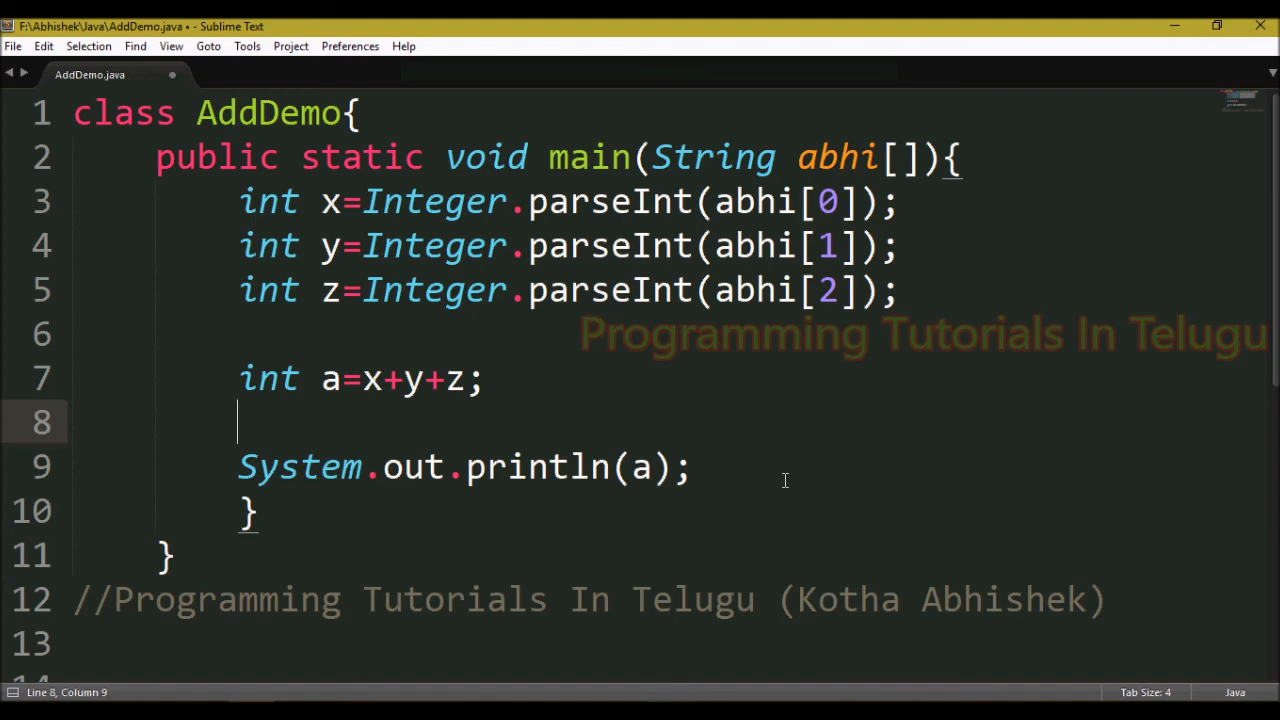 F:\Abhishek\Java\AddDemo.java • - Sublime Text
File Edit Selection Find View Goto Tools Project Preferences Help
AddDemo.java
1 class AddDemo{
2 public static void main(String abhi[]){
3 int x=Integer.parseInt(abhi[0]);
4 int y=Integer.parseInt(abhi[1]);
5 int z=Integer.parseInt(abhi[2]);
6 Programming Tutorials In Telugu
7 int a=x+y+z;
8
9 System.out.println(a);
10 }
11 }
12 //Programming Tutorials In Telugu (Kotha Abhishek)
13
Line 8, Column 9 Tab Size: 4 Java